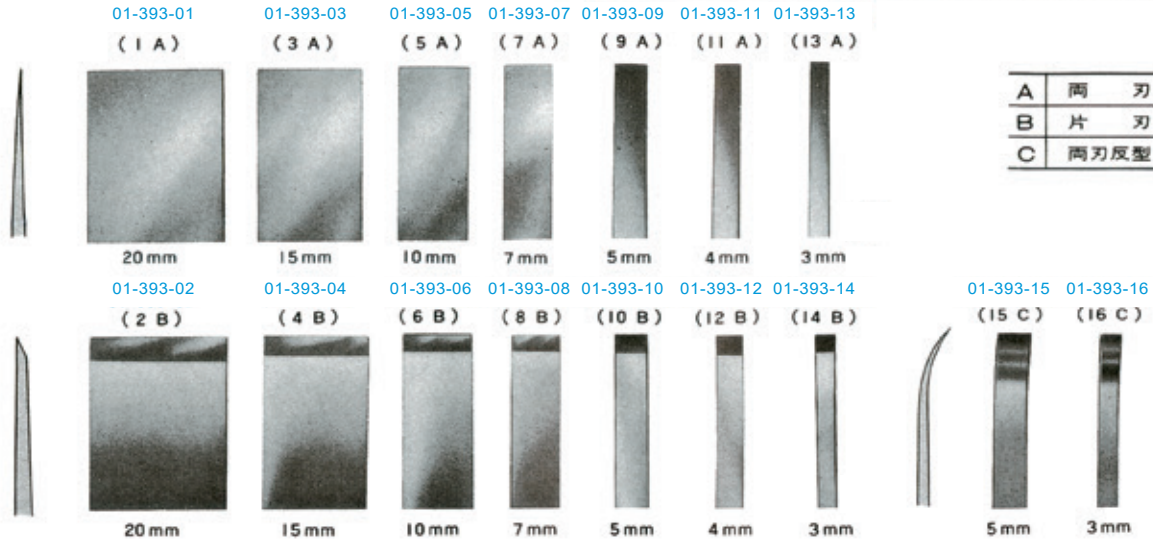 01-393-01 01-393-03 01-393-05 01-393-07 01-393-09 01-393-11 01-393-13
(1 A) (3 A) (5 A) (7 A) (9 A) (11 A) (13 A)
A 両 刃
B 片 刃
C 両刃反型
20mm 15mm 10mm 7mm 5mm 4mm 3mm
01-393-02 01-393-04 01-393-06 01-393-08 01-393-10 01-393-12 01-393-14 01-393-15 01-393-16
(2 B) (4 B) (6 B) (8 B) (10 B) (12 B) (14 B) (15 C) (16 C)
20mm 15mm 10mm 7mm 5mm 4mm 3mm 5mm 3mm